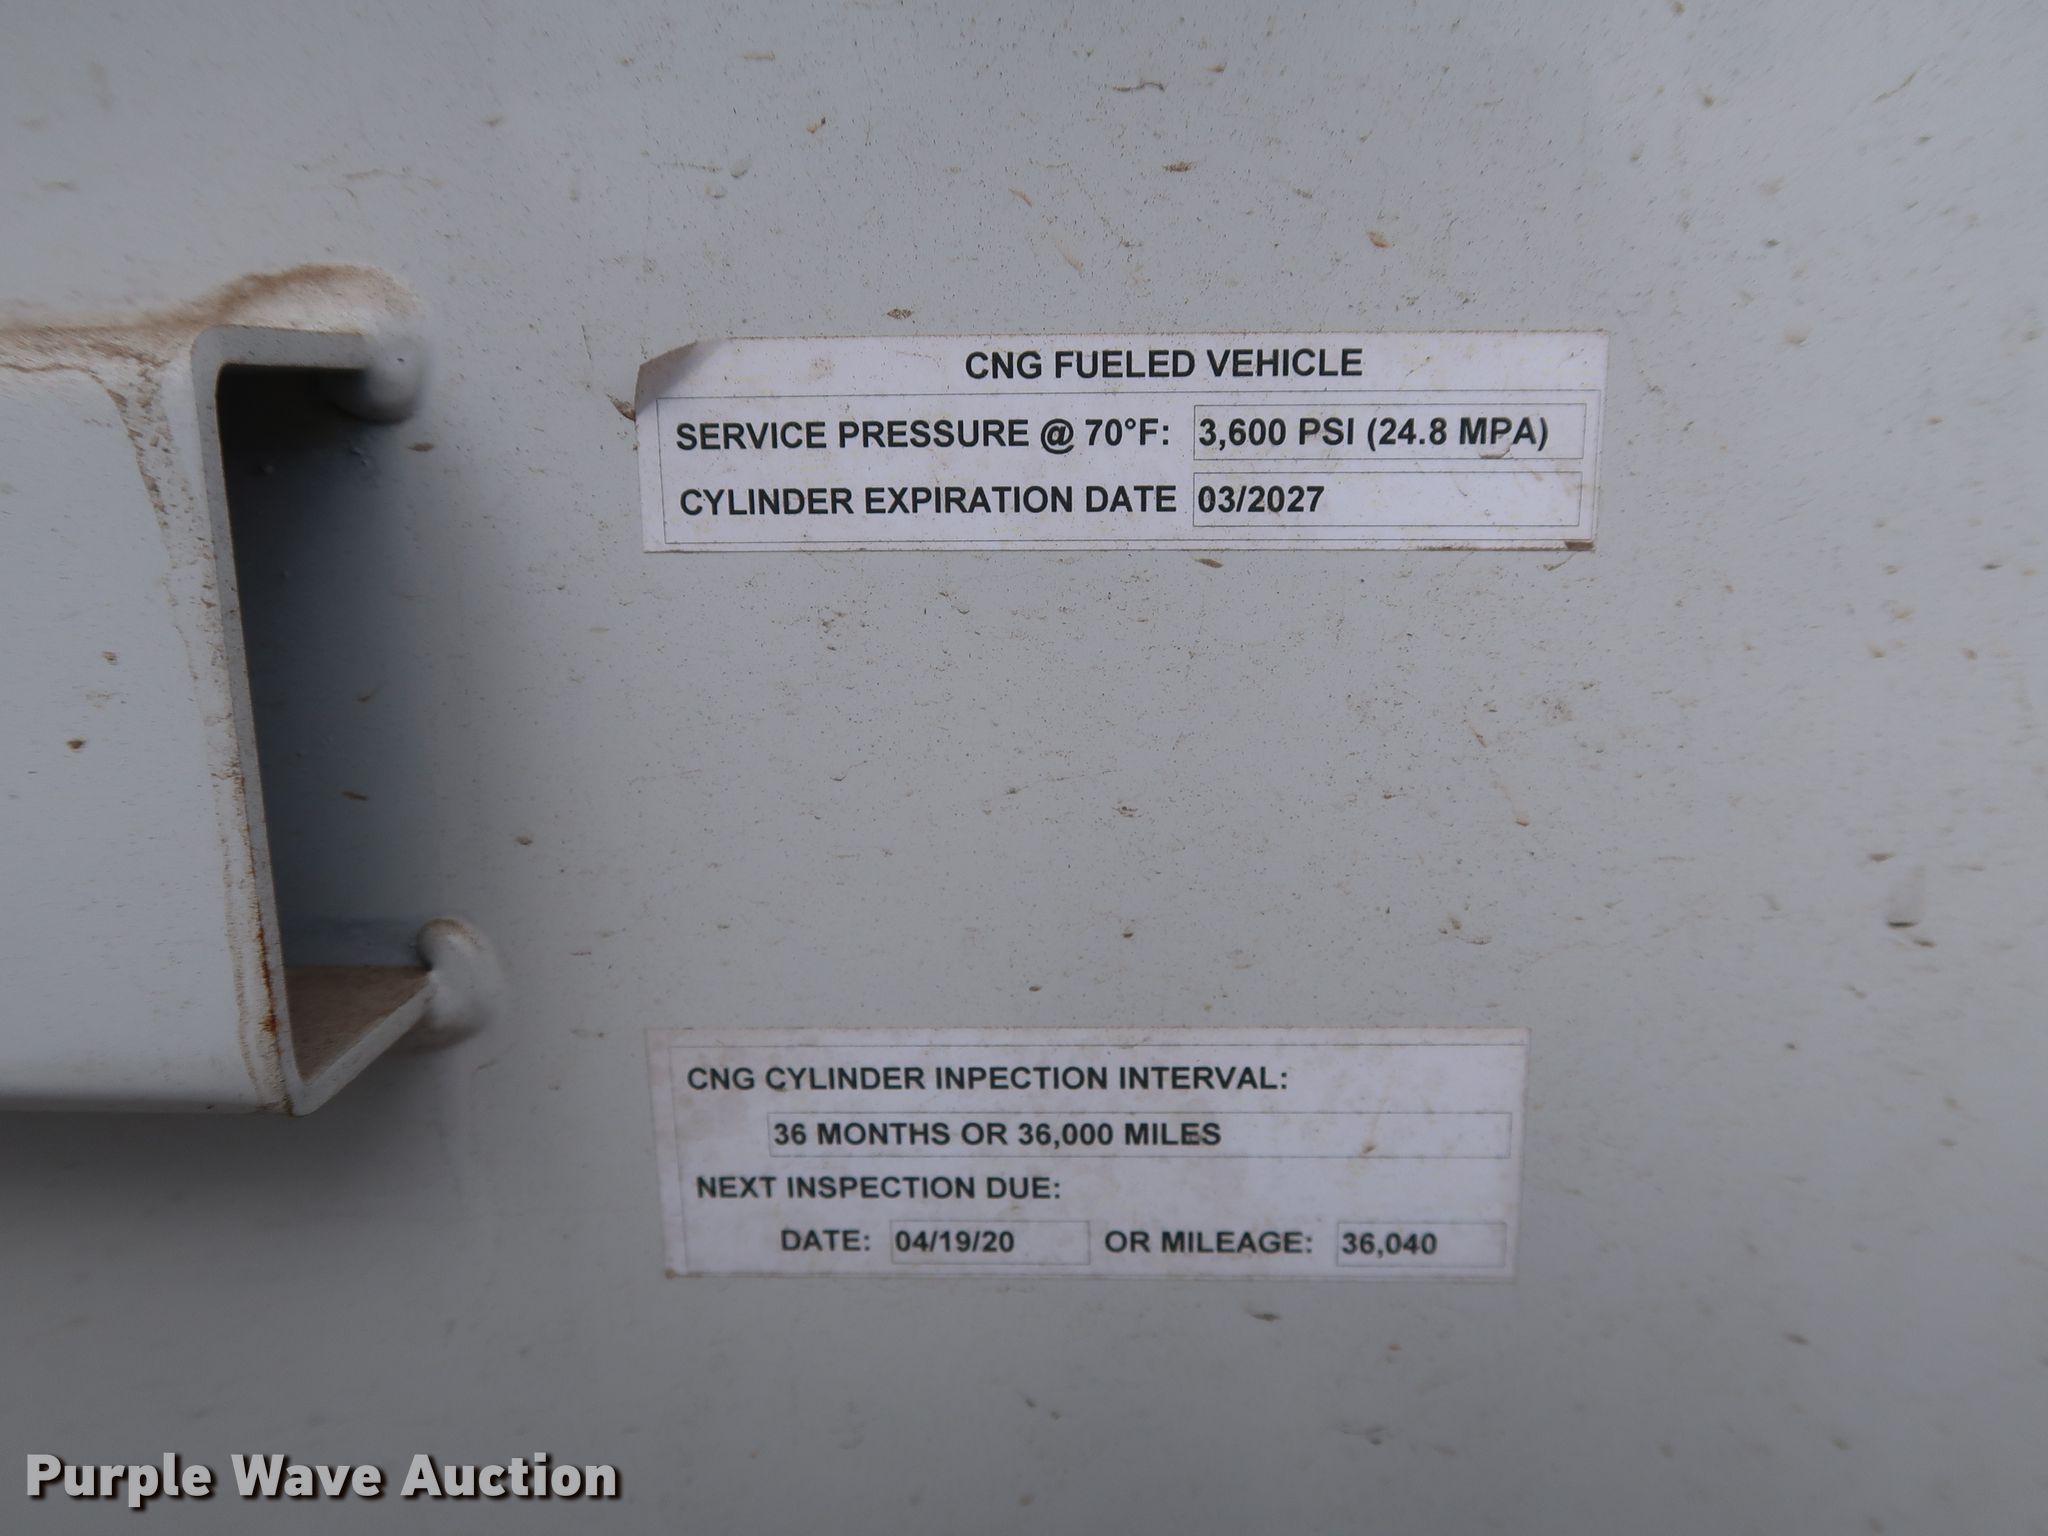 CNG FUELED VEHICLE
SERVICE PRESSURE @ 70°F: 3,600 PSI (24.8 MPA)
CYLINDER EXPIRATION DATE 03/2027
CNG CYLINDER INPECTION INTERVAL:
36 MONTHS OR 36,000 MILES
NEXT INSPECTION DUE:
DATE: 04/19/20 OR MILEAGE: 36,040
Purple Wave Auction